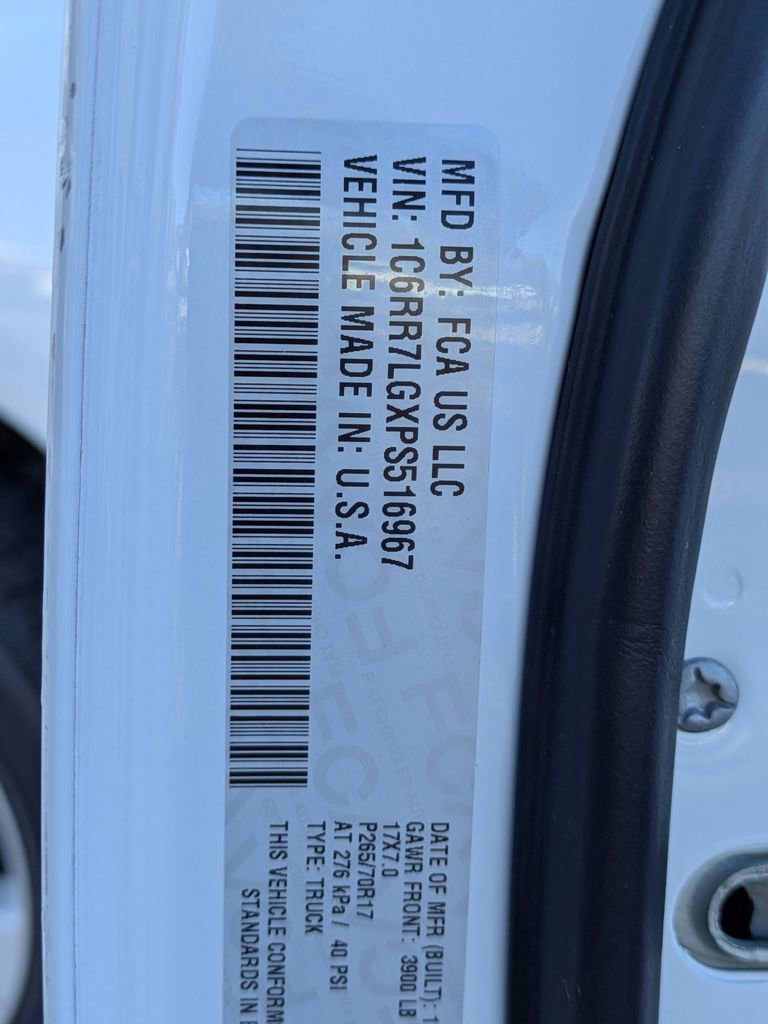 MFD BY: FCA US LLC
VIN: 1C6RR7LGXPS516967
VEHICLE MADE IN: U.S.A.
DATE OF MFR (BUILT): 1
GAWR FRONT: 3900 LB
17X7.0
P265/70R17
AT 276 kPa / 40 PSI
TYPE: TRUCK
THIS VEHICLE CONFORM
STANDARDS IN E